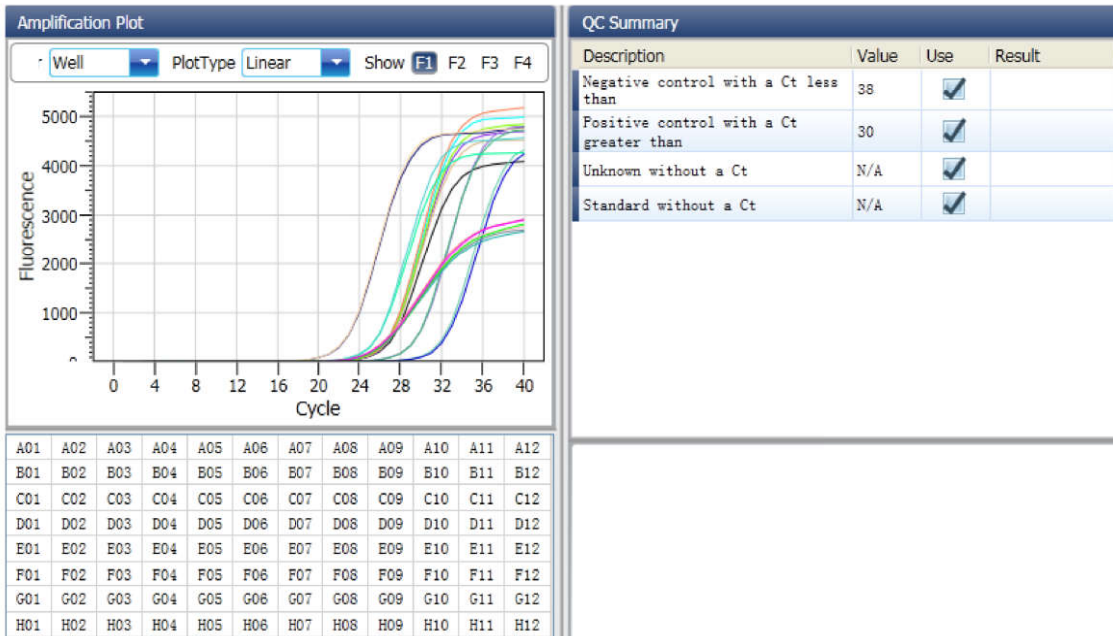 Amplification Plot
Well PlotType Linear Show F1 F2 F3 F4
5000
4000
3000
2000
1000
Fluorescence
0 4 8 12 16 20 24 28 32 36 40
Cycle
A01 A02 A03 A04 A05 A06 A07 A08 A09 A10 A11 A12
B01 B02 B03 B04 B05 B06 B07 B08 B09 B10 B11 B12
C01 C02 C03 C04 C05 C06 C07 C08 C09 C10 C11 C12
D01 D02 D03 D04 D05 D06 D07 D08 D09 D10 D11 D12
E01 E02 E03 E04 E05 E06 E07 E08 E09 E10 E11 E12
F01 F02 F03 F04 F05 F06 F07 F08 F09 F10 F11 F12
G01 G02 G03 G04 G05 G06 G07 G08 G09 G10 G11 G12
H01 H02 H03 H04 H05 H06 H07 H08 H09 H10 H11 H12
QC Summary
Description Value Use Result
Negative control with a Ct less
than 38
Positive control with a Ct
greater than 30
Unknown without a Ct N/A
Standard without a Ct N/A